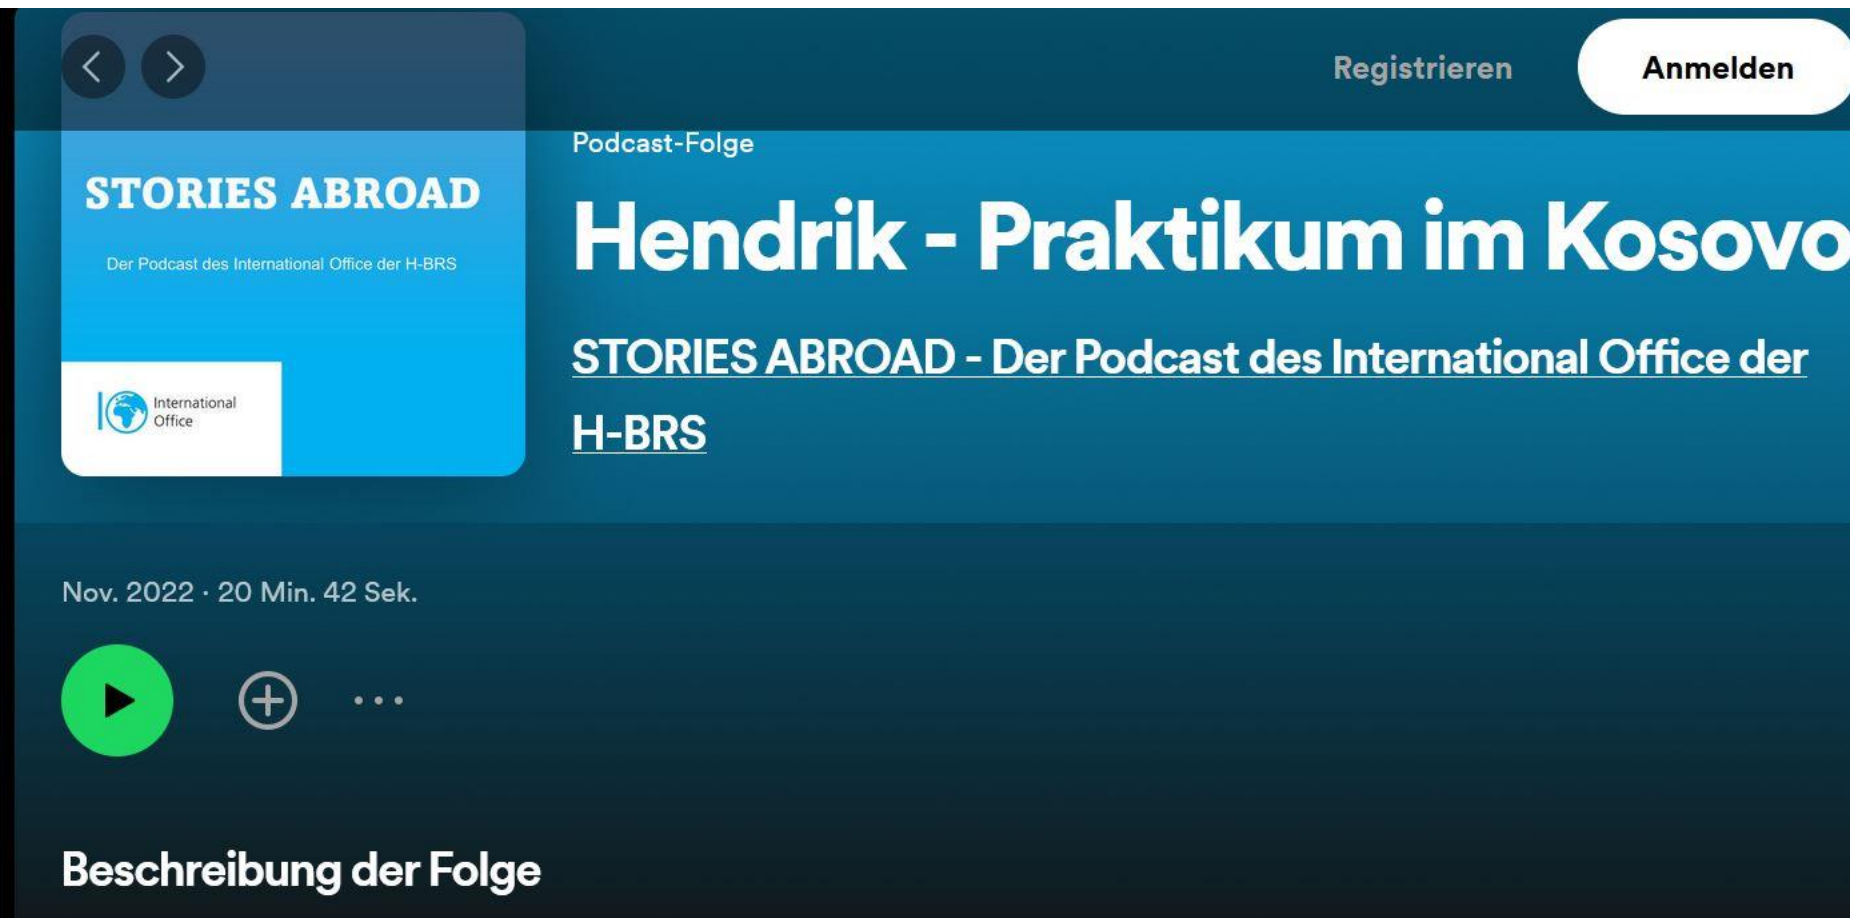 Registrieren
Anmelden
STORIES ABROAD
Der Podcast des International Office der H-BRS
International
Office
Podcast-Folge
Hendrik - Praktikum im Kosovo
STORIES ABROAD - Der Podcast des International Office der
H-BRS
Nov. 2022 · 20 Min. 42 Sek.
Beschreibung der Folge